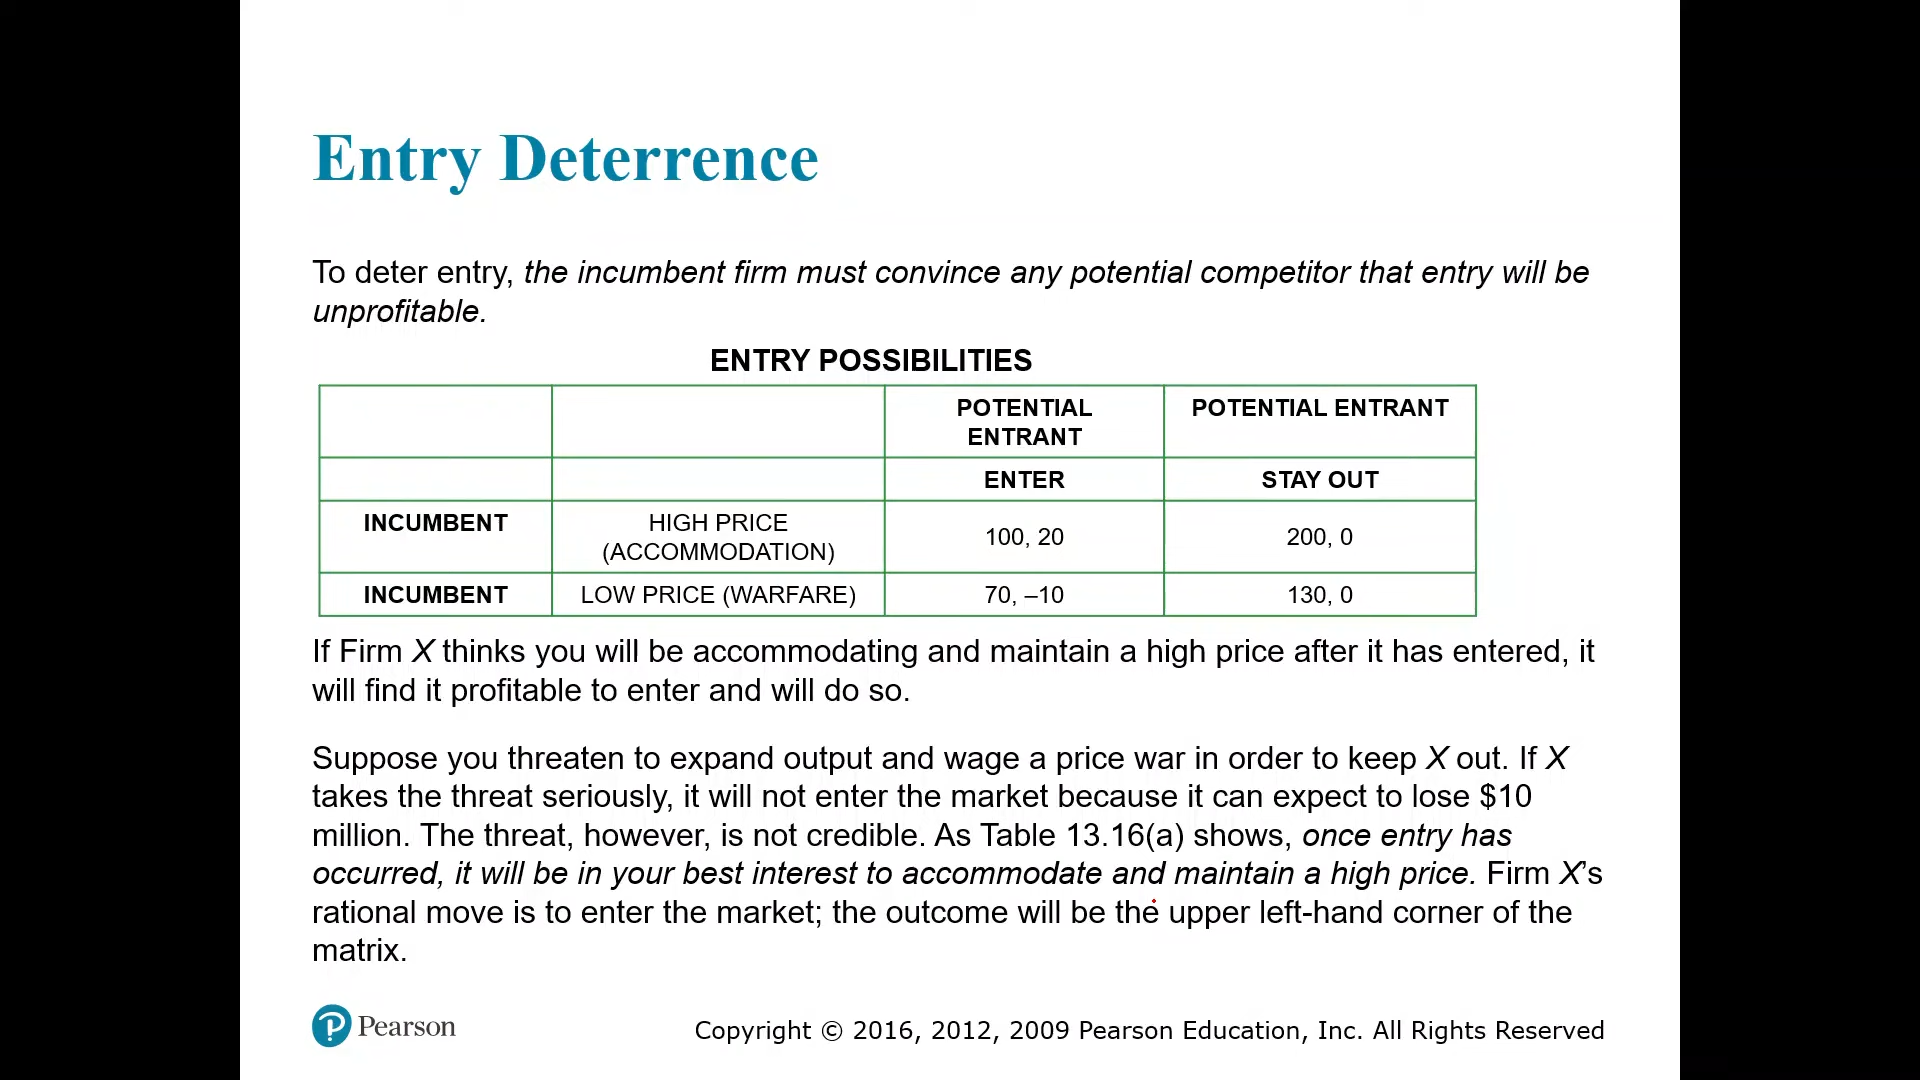 Entry Deterrence
To deter entry, the incumbent firm must convince any potential competitor that entry will be
unprofitable.
ENTRY POSSIBILITIES
POTENTIAL ENTRANT POTENTIAL ENTRANT
ENTER STAY OUT
INCUMBENT HIGH PRICE (ACCOMMODATION) 100, 20 200, 0
INCUMBENT LOW PRICE (WARFARE) 70, –10 130, 0
If Firm X thinks you will be accommodating and maintain a high price after it has entered, it
will find it profitable to enter and will do so.
Suppose you threaten to expand output and wage a price war in order to keep X out. If X
takes the threat seriously, it will not enter the market because it can expect to lose $10
million. The threat, however, is not credible. As Table 13.16(a) shows, once entry has
occurred, it will be in your best interest to accommodate and maintain a high price. Firm X's
rational move is to enter the market; the outcome will be the upper left-hand corner of the
matrix.
Pearson
Copyright © 2016, 2012, 2009 Pearson Education, Inc. All Rights Reserved